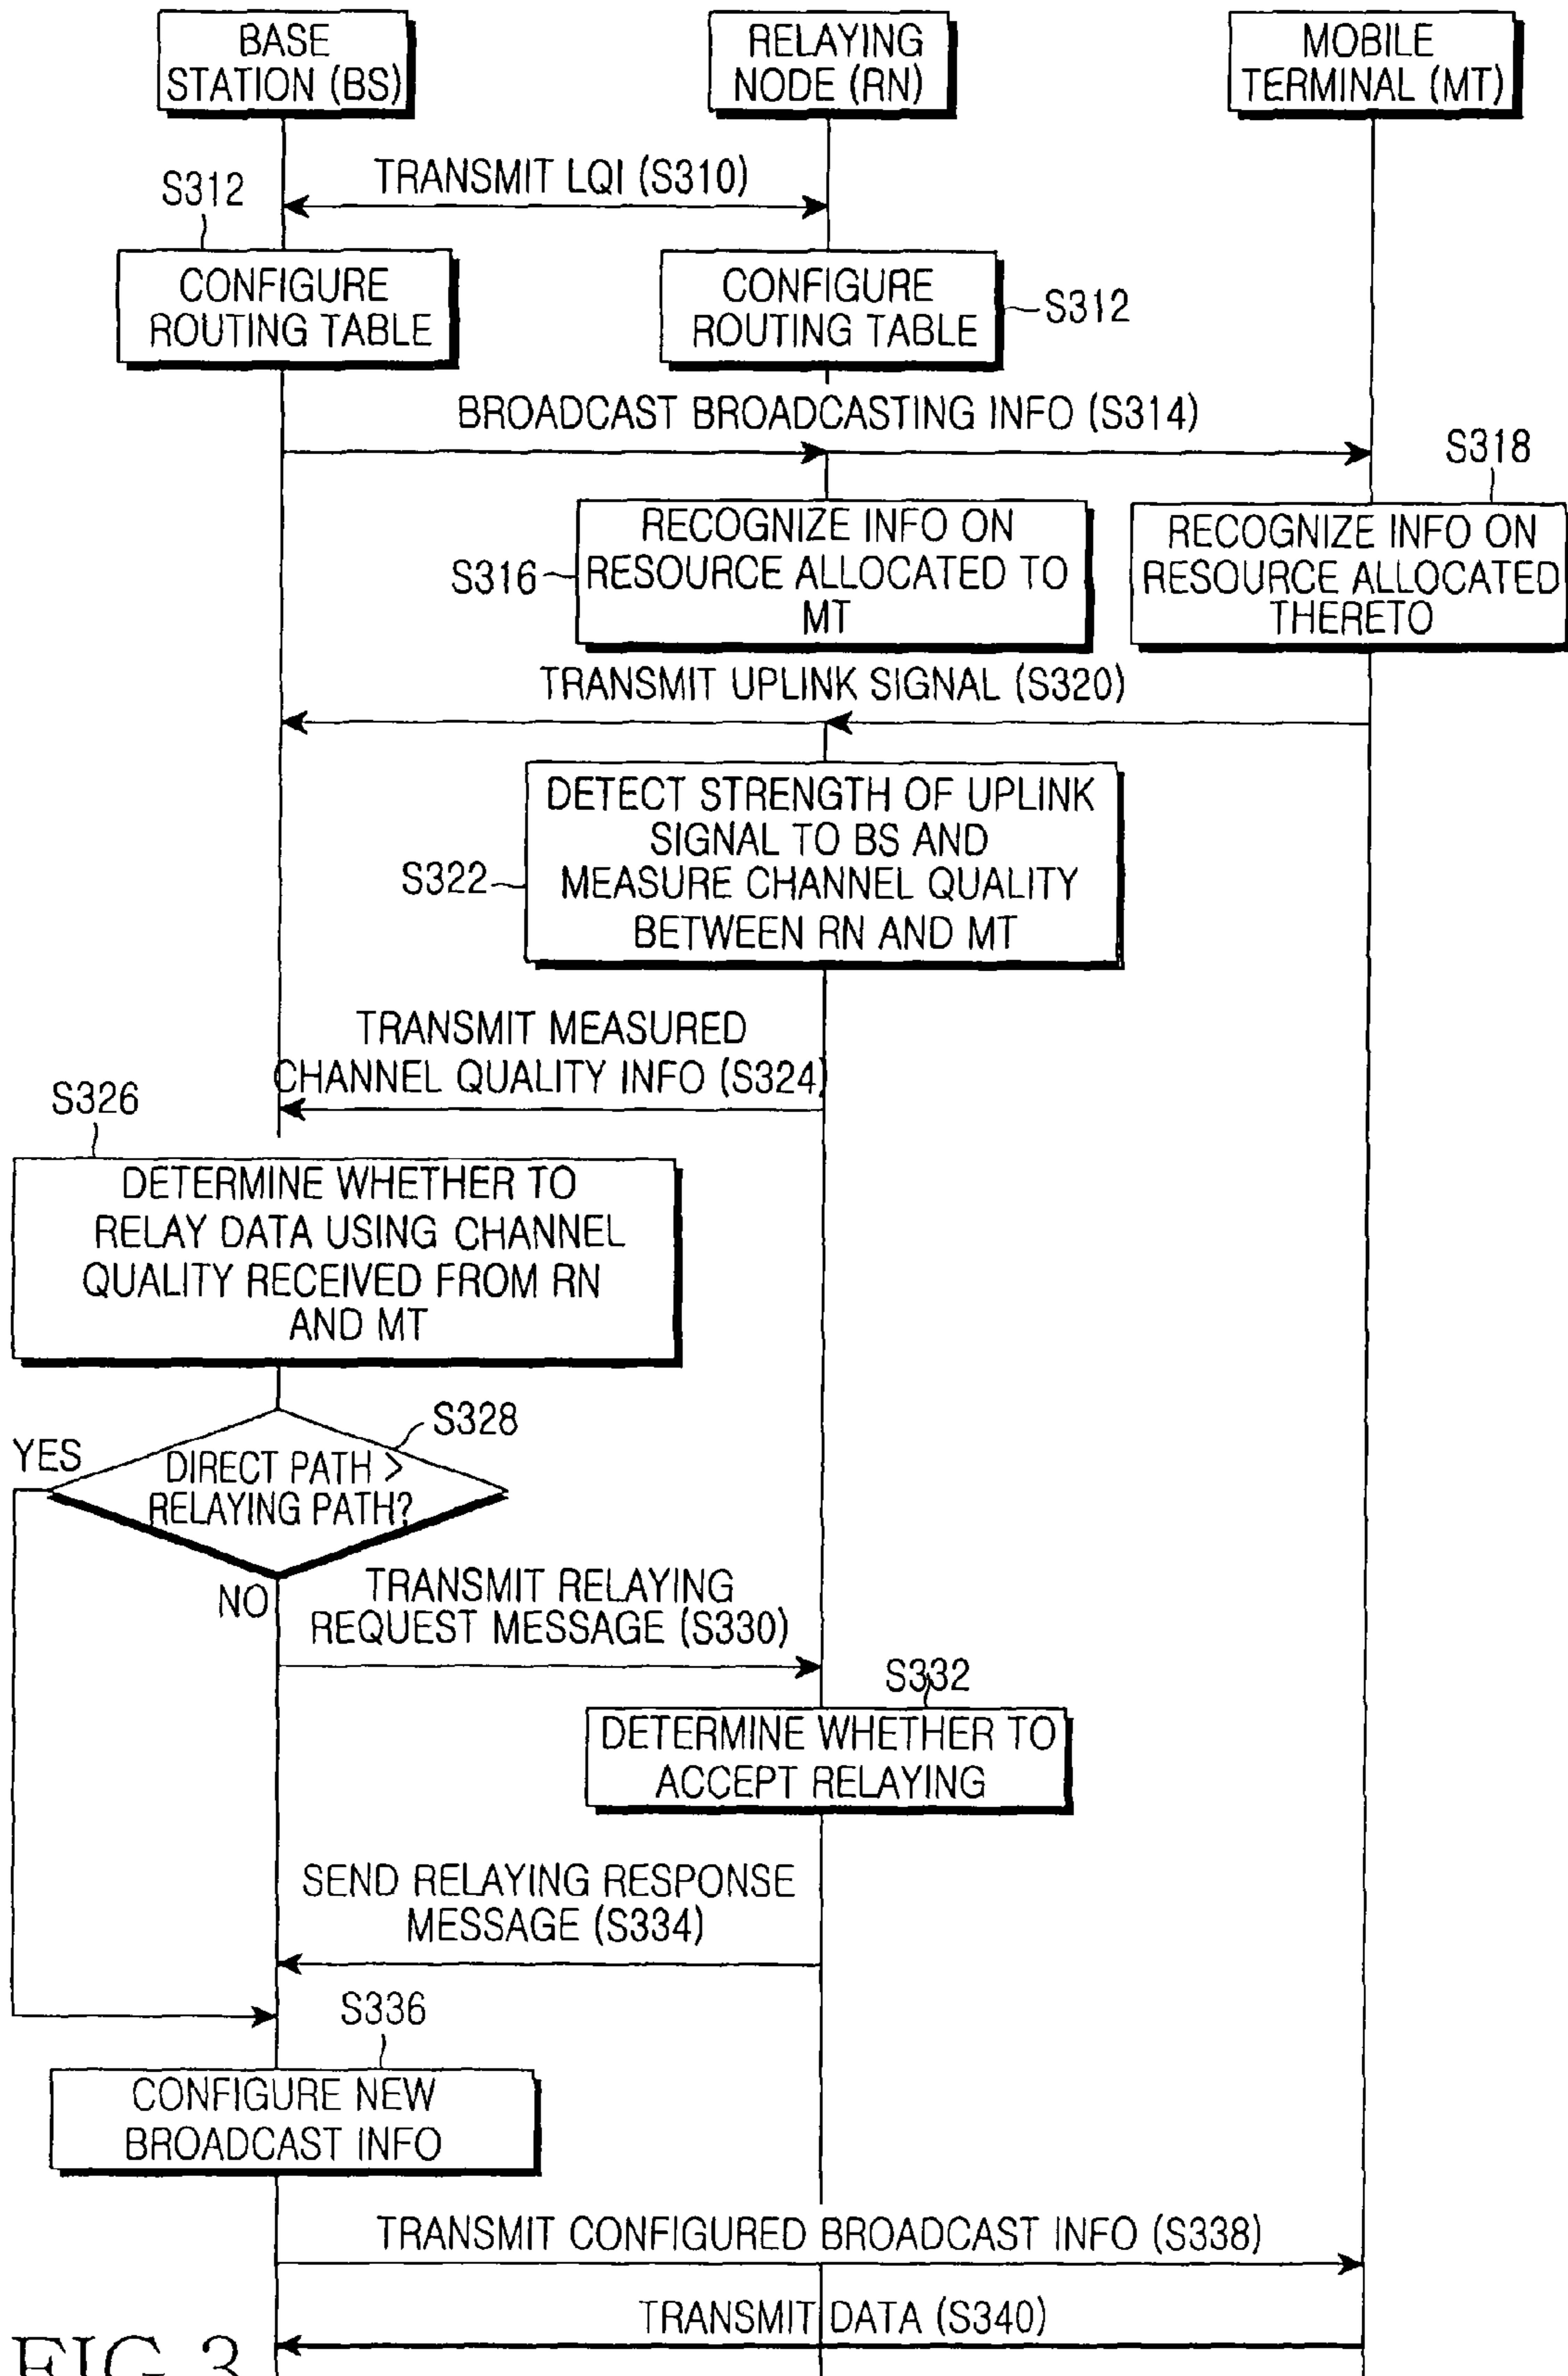 BASE
STATION (BS)
RELAYING
NODE (RN)
MOBILE
TERMINAL (MT)
TRANSMIT LQI (S310)
S312
CONFIGURE
ROUTING TABLE
CONFIGURE
ROUTING TABLE
S312
BROADCAST BROADCASTING INFO (S314)
S318
RECOGNIZE INFO ON
RESOURCE ALLOCATED TO
MT
S316
RECOGNIZE INFO ON
RESOURCE ALLOCATED
THERETO
TRANSMIT UPLINK SIGNAL (S320)
DETECT STRENGTH OF UPLINK
SIGNAL TO BS AND
MEASURE CHANNEL QUALITY
BETWEEN RN AND MT
S322
TRANSMIT MEASURED
CHANNEL QUALITY INFO (S324)
S326
DETERMINE WHETHER TO
RELAY DATA USING CHANNEL
QUALITY RECEIVED FROM RN
AND MT
S328
YES
DIRECT PATH >
RELAYING PATH?
NO
TRANSMIT RELAYING
REQUEST MESSAGE (S330)
S332
DETERMINE WHETHER TO
ACCEPT RELAYING
SEND RELAYING RESPONSE
MESSAGE (S334)
S336
CONFIGURE NEW
BROADCAST INFO
TRANSMIT CONFIGURED BROADCAST INFO (S338)
TRANSMIT DATA (S340)
FIG.3